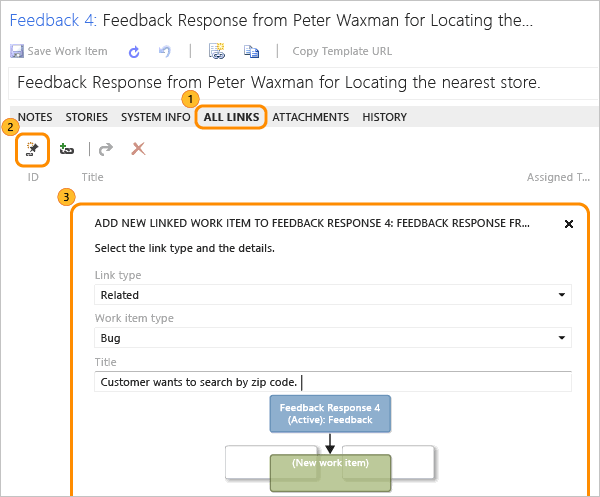 Feedback 4: Feedback Response from Peter Waxman for Locating the...
Save Work Item Copy Template URL
Feedback Response from Peter Waxman for Locating the nearest store.
1
NOTES STORIES SYSTEM INFO ALL LINKS ATTACHMENTS HISTORY
2
ID Title Assigned T...
3
ADD NEW LINKED WORK ITEM TO FEEDBACK RESPONSE 4: FEEDBACK RESPONSE FR...
Select the link type and the details.
Link type
Related
Work item type
Bug
Title
Customer wants to search by zip code.
Feedback Response 4
(Active): Feedback
(New work item)